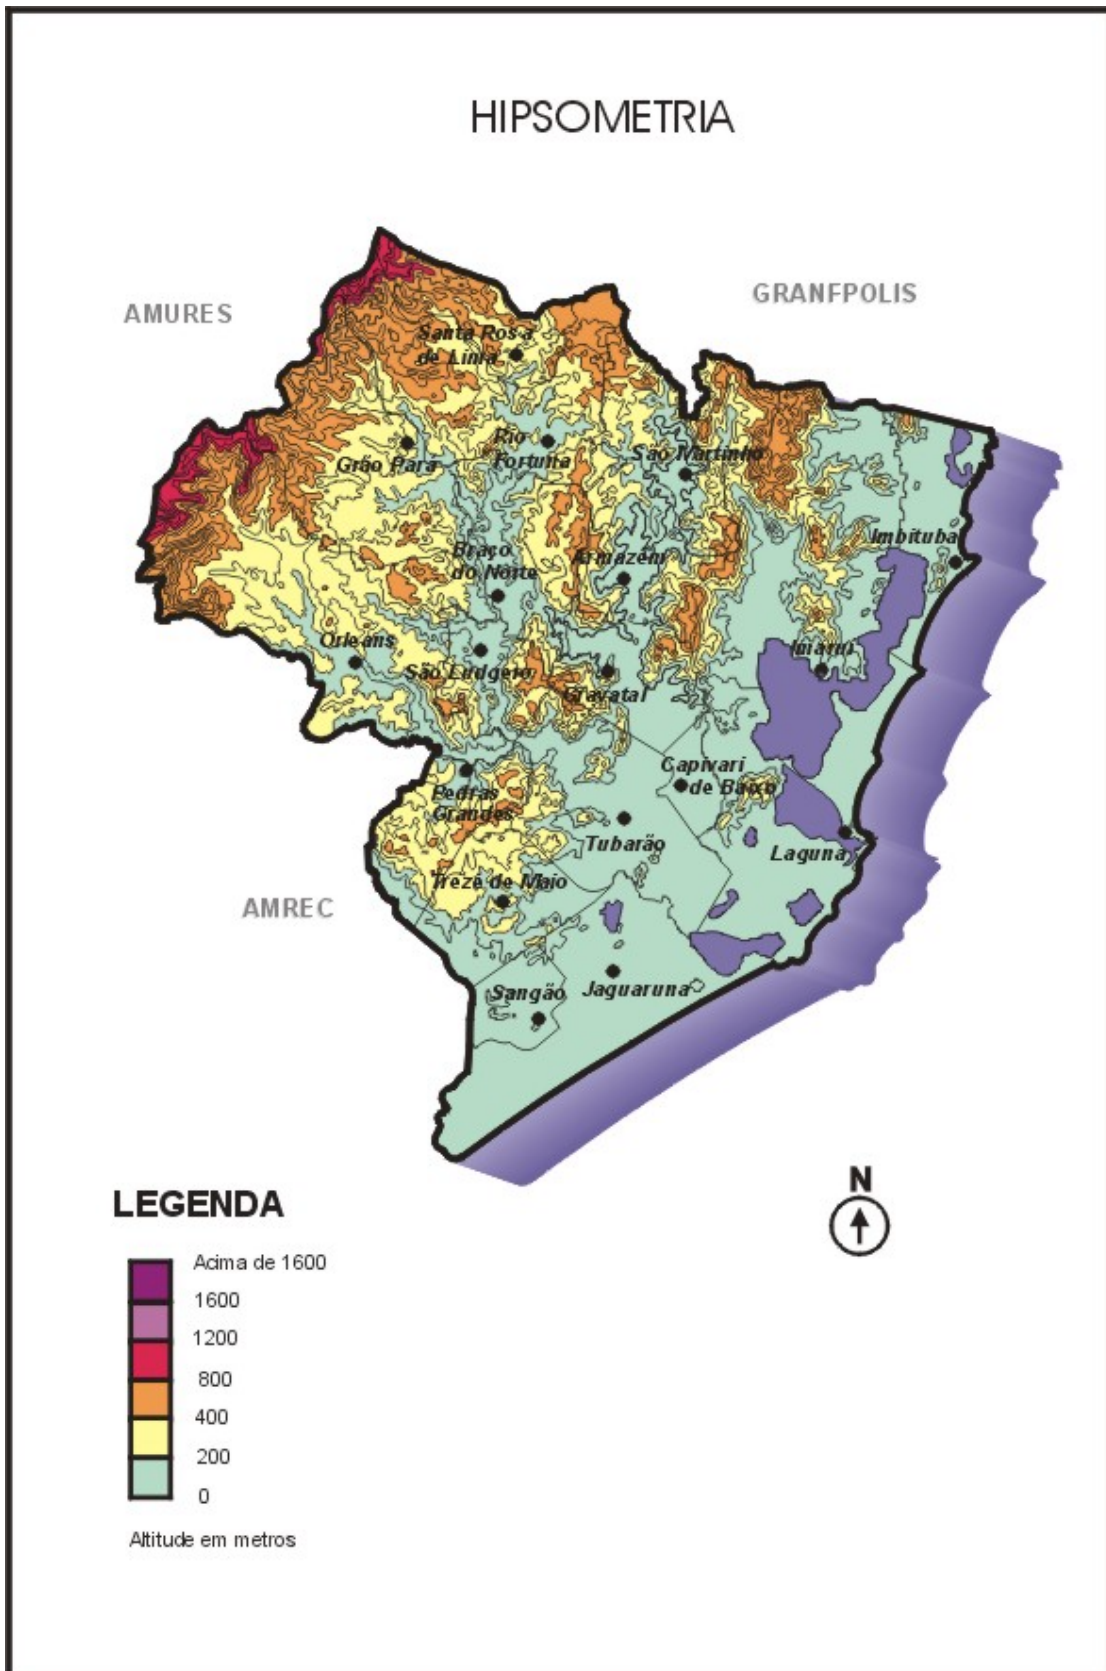 HIPSOMETRIA
AMURES
GRANFPOLIS
Santa Rosa
de Lima
Grão Pará
Rio
Fortuna
São Martinho
Imbituba
Braço
do Norte
Armazém
Orleans
São Ludgero
Gravatal
Imaruí
Capivari
de Baixo
Pedras
Grandes
Tubarão
Laguna
Treze de Maio
AMREC
Sangão
Jaguaruna
N
LEGENDA
Acima de 1600
1600
1200
800
400
200
0
Altitude em metros